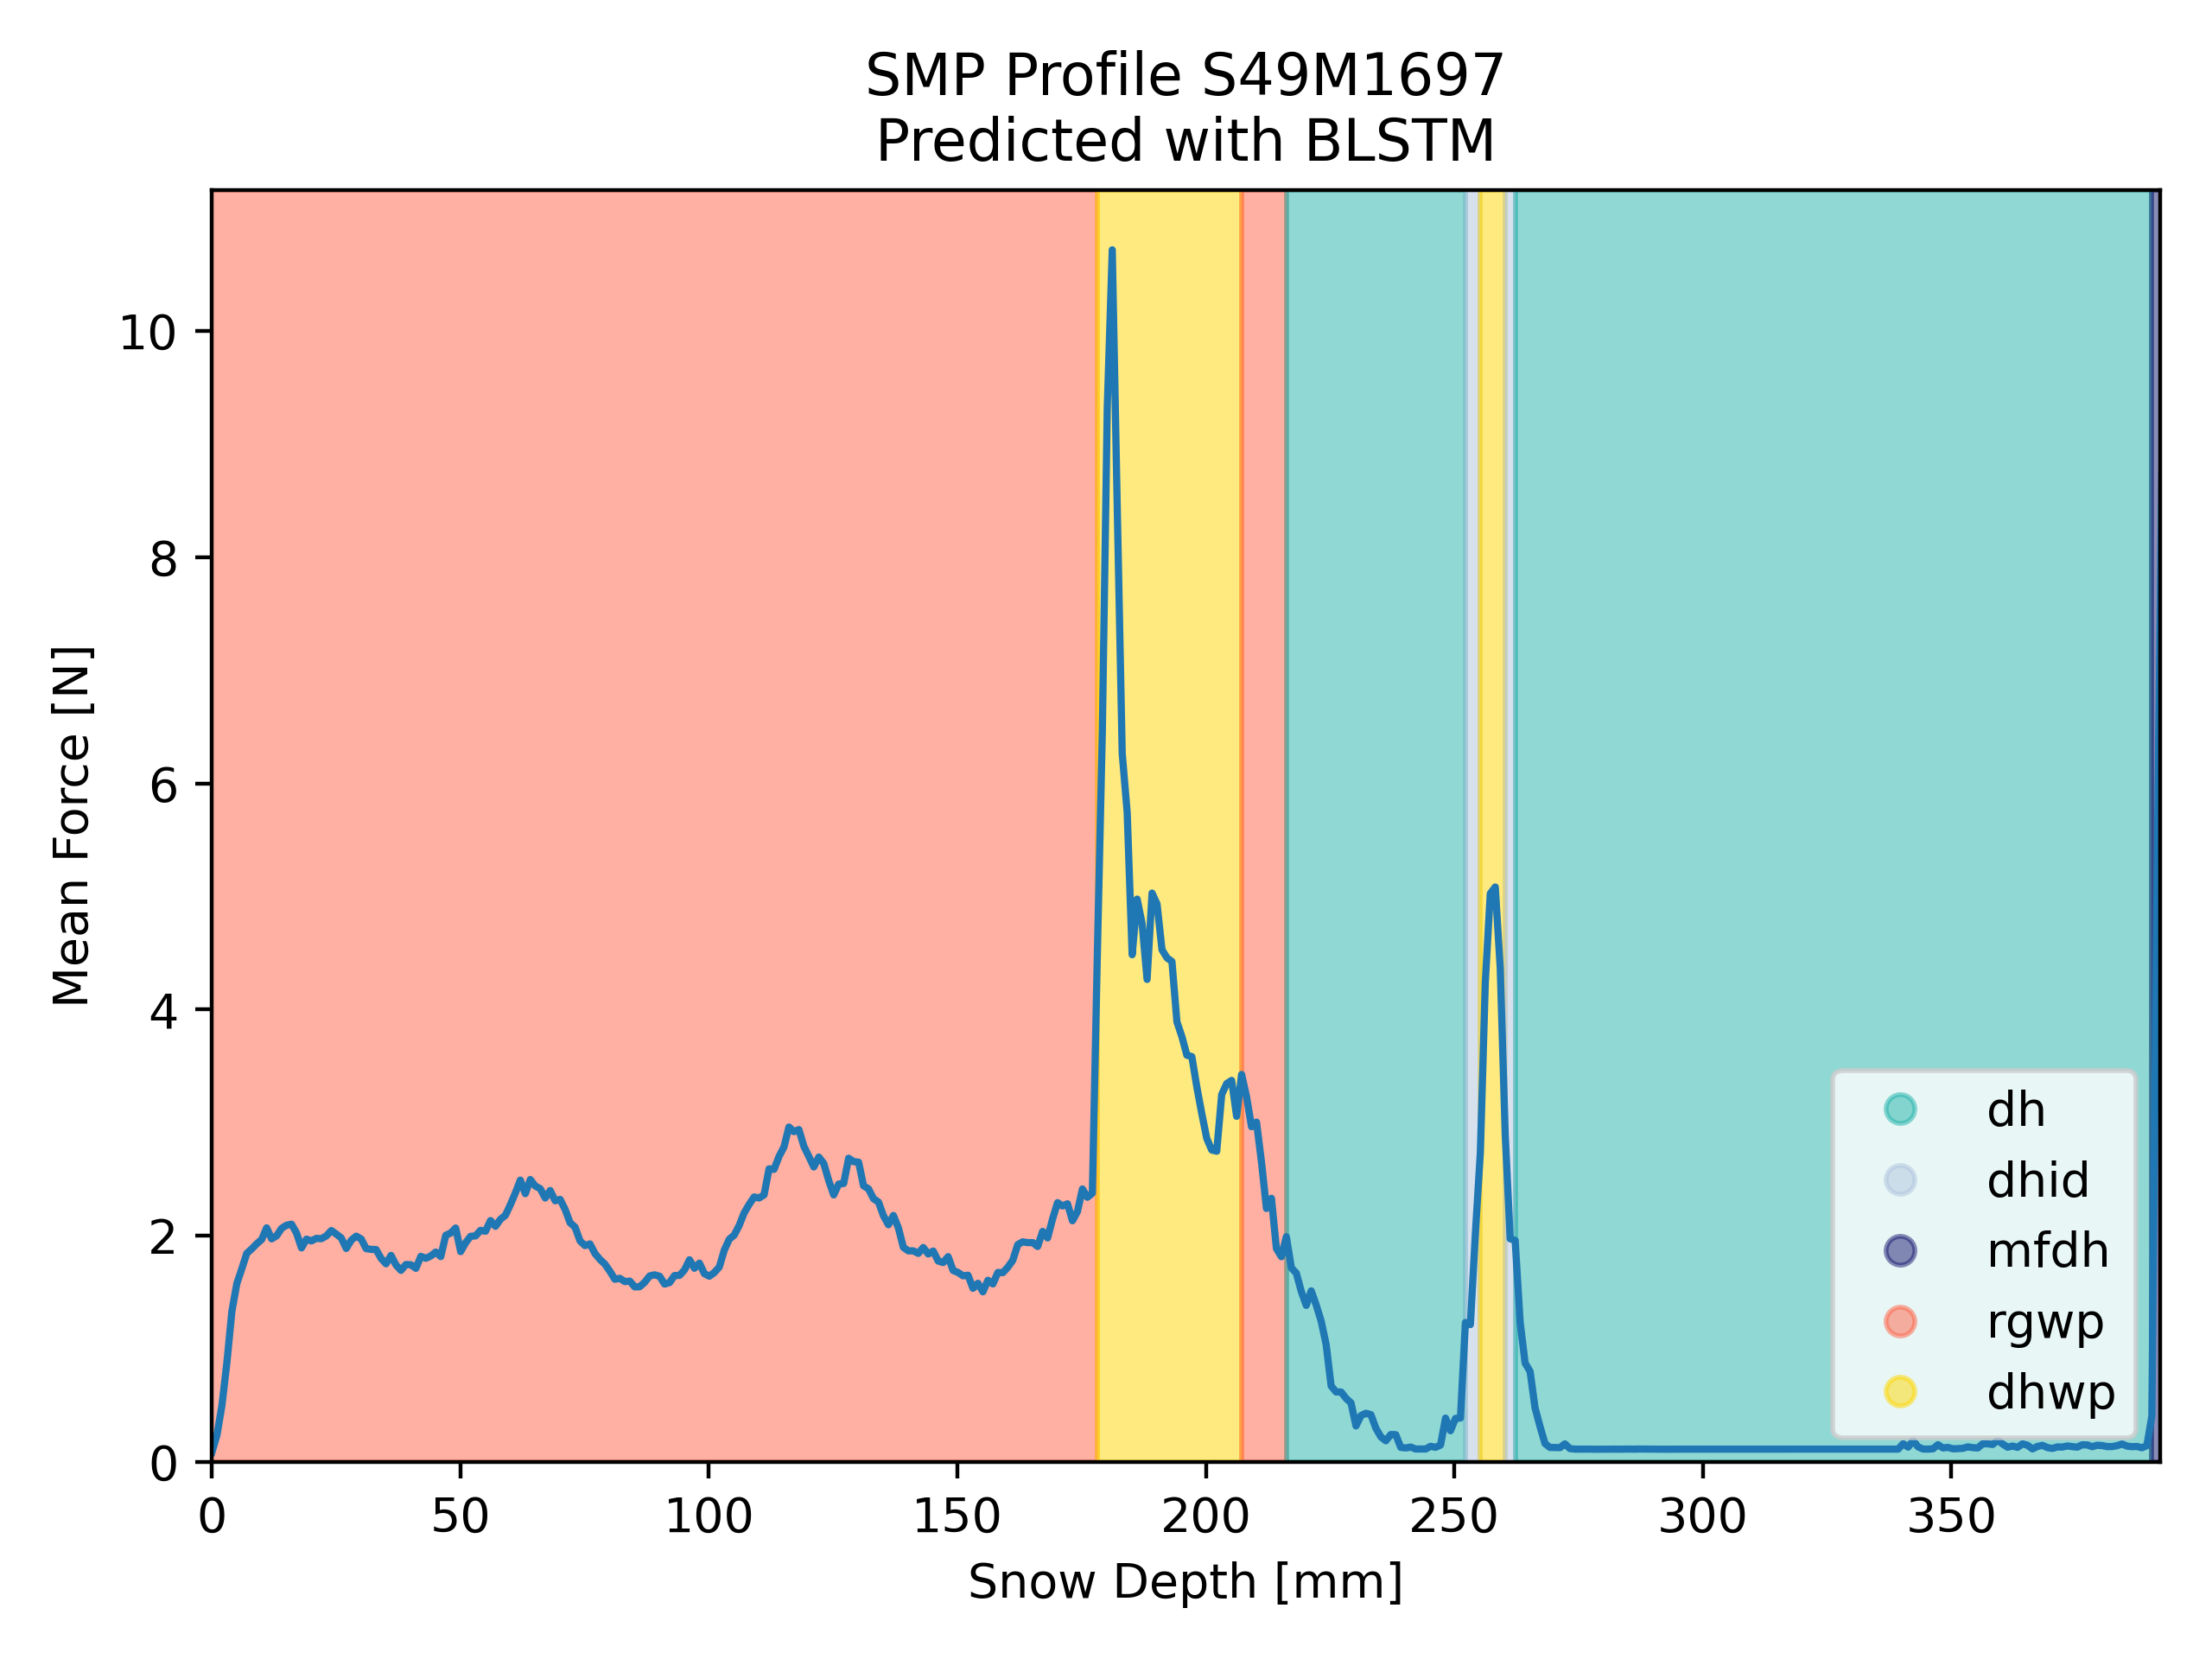 SMP Profile S49M1697
Predicted with BLSTM
Mean Force [N]
10
8
6
4
2
0
0 50 100 150 200 250 300 350
Snow Depth [mm]
dh
dhid
mfdh
rgwp
dhwp